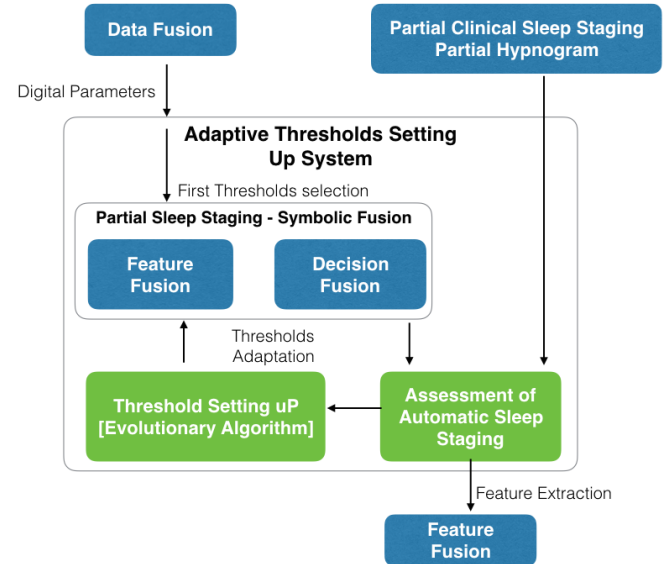 Data Fusion
Partial Clinical Sleep Staging
Partial Hypnogram
Digital Parameters
Adaptive Thresholds Setting
Up System
First Thresholds selection
Partial Sleep Staging - Symbolic Fusion
Feature
Fusion
Decision
Fusion
Thresholds
Adaptation
Threshold Setting uP
[Evolutionary Algorithm]
Assessment of
Automatic Sleep
Staging
Feature Extraction
Feature
Fusion